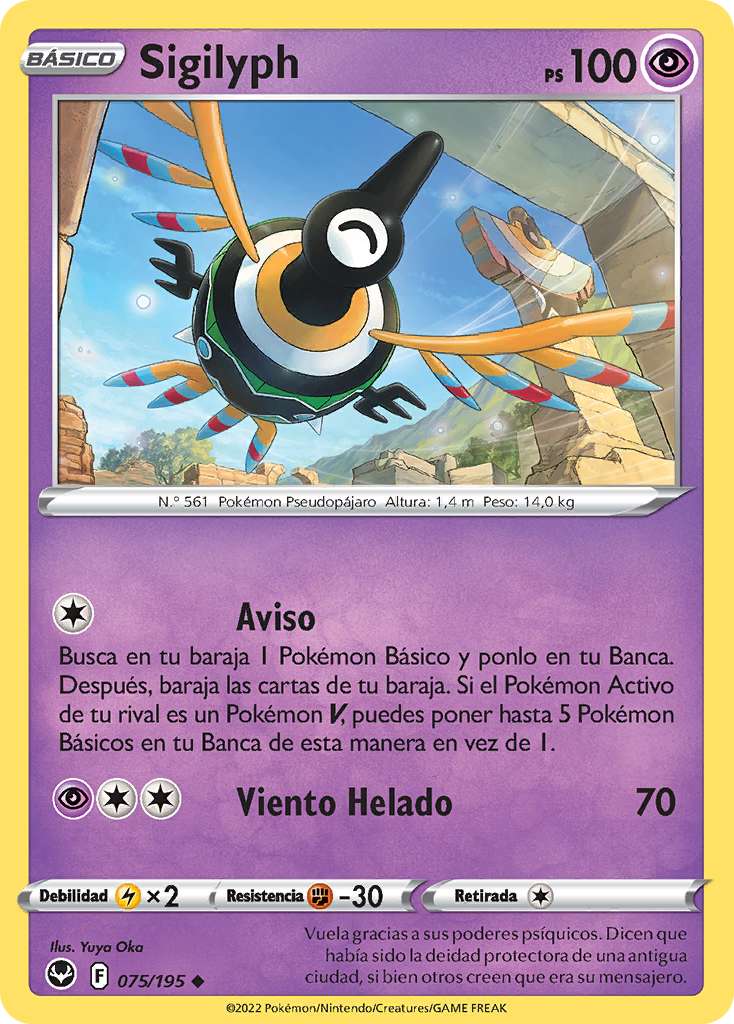 BÁSICO Sigilyph PS 100
N.º 561 Pokémon Pseudopájaro Altura: 1,4 m Peso: 14,0 kg
Aviso
Busca en tu baraja 1 Pokémon Básico y ponlo en tu Banca.
Después, baraja las cartas de tu baraja. Si el Pokémon Activo
de tu rival es un Pokémon V, puedes poner hasta 5 Pokémon
Básicos en tu Banca de esta manera en vez de 1.
Viento Helado 70
Debilidad ×2 Resistencia -30 Retirada
Ilus. Yuya Oka
Vuela gracias a sus poderes psíquicos. Dicen que
había sido la deidad protectora de una antigua
ciudad, si bien otros creen que era su mensajero.
F 075/195
©2022 Pokémon/Nintendo/Creatures/GAME FREAK